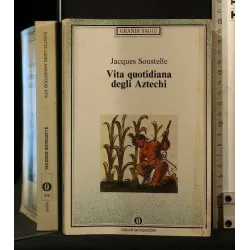 GRANDI SAGGI
Jacques Soustelle
Vita quotidiana
degli Aztechi
OSCAR MONDADORI